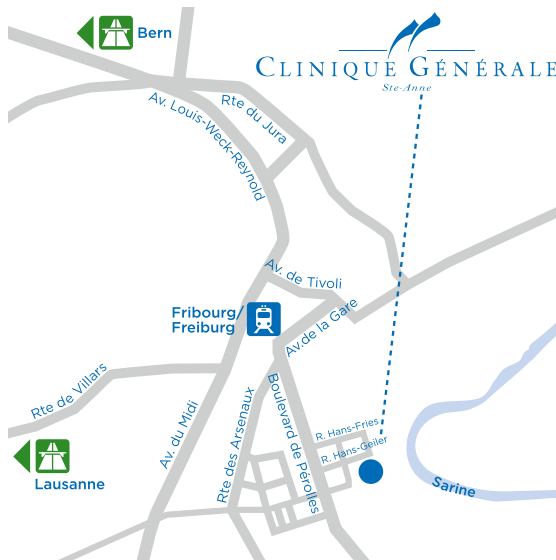 Bern
CLINIQUE GÉNÉRALE
Ste-Anne
Av. Louis-Weck-Reynold
Rte du Jura
Av. de Tivoli
Fribourg/
Freiburg
Av.de la Gare
Rte de Villars
Av. du Midi
Rte des Arsenaux
Boulevard de Pérolles
R. Hans-Fries
R. Hans-Geiler
Lausanne
Sarine